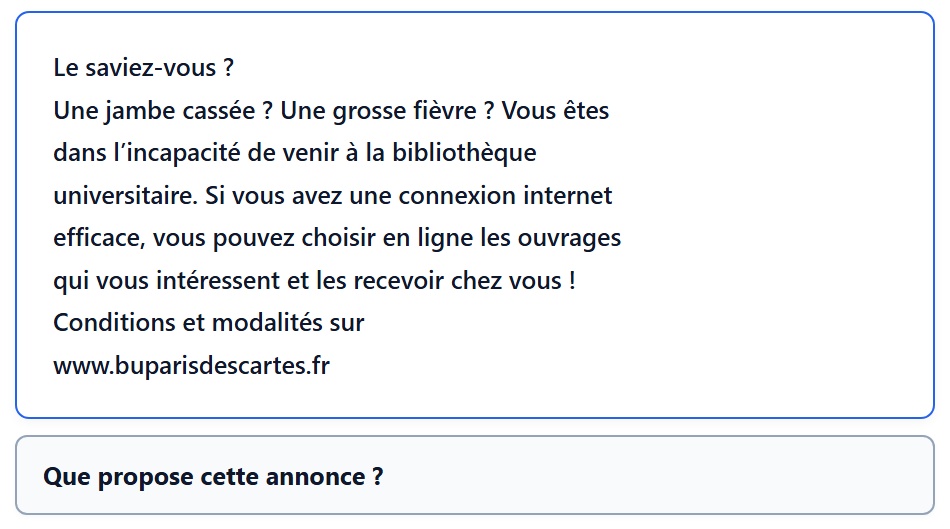 Le saviez-vous ?
Une jambe cassée ? Une grosse fièvre ? Vous êtes
dans l’incapacité de venir à la bibliothèque
universitaire. Si vous avez une connexion internet
efficace, vous pouvez choisir en ligne les ouvrages
qui vous intéressent et les recevoir chez vous !
Conditions et modalités sur
www.buparisdescartes.fr
Que propose cette annonce ?